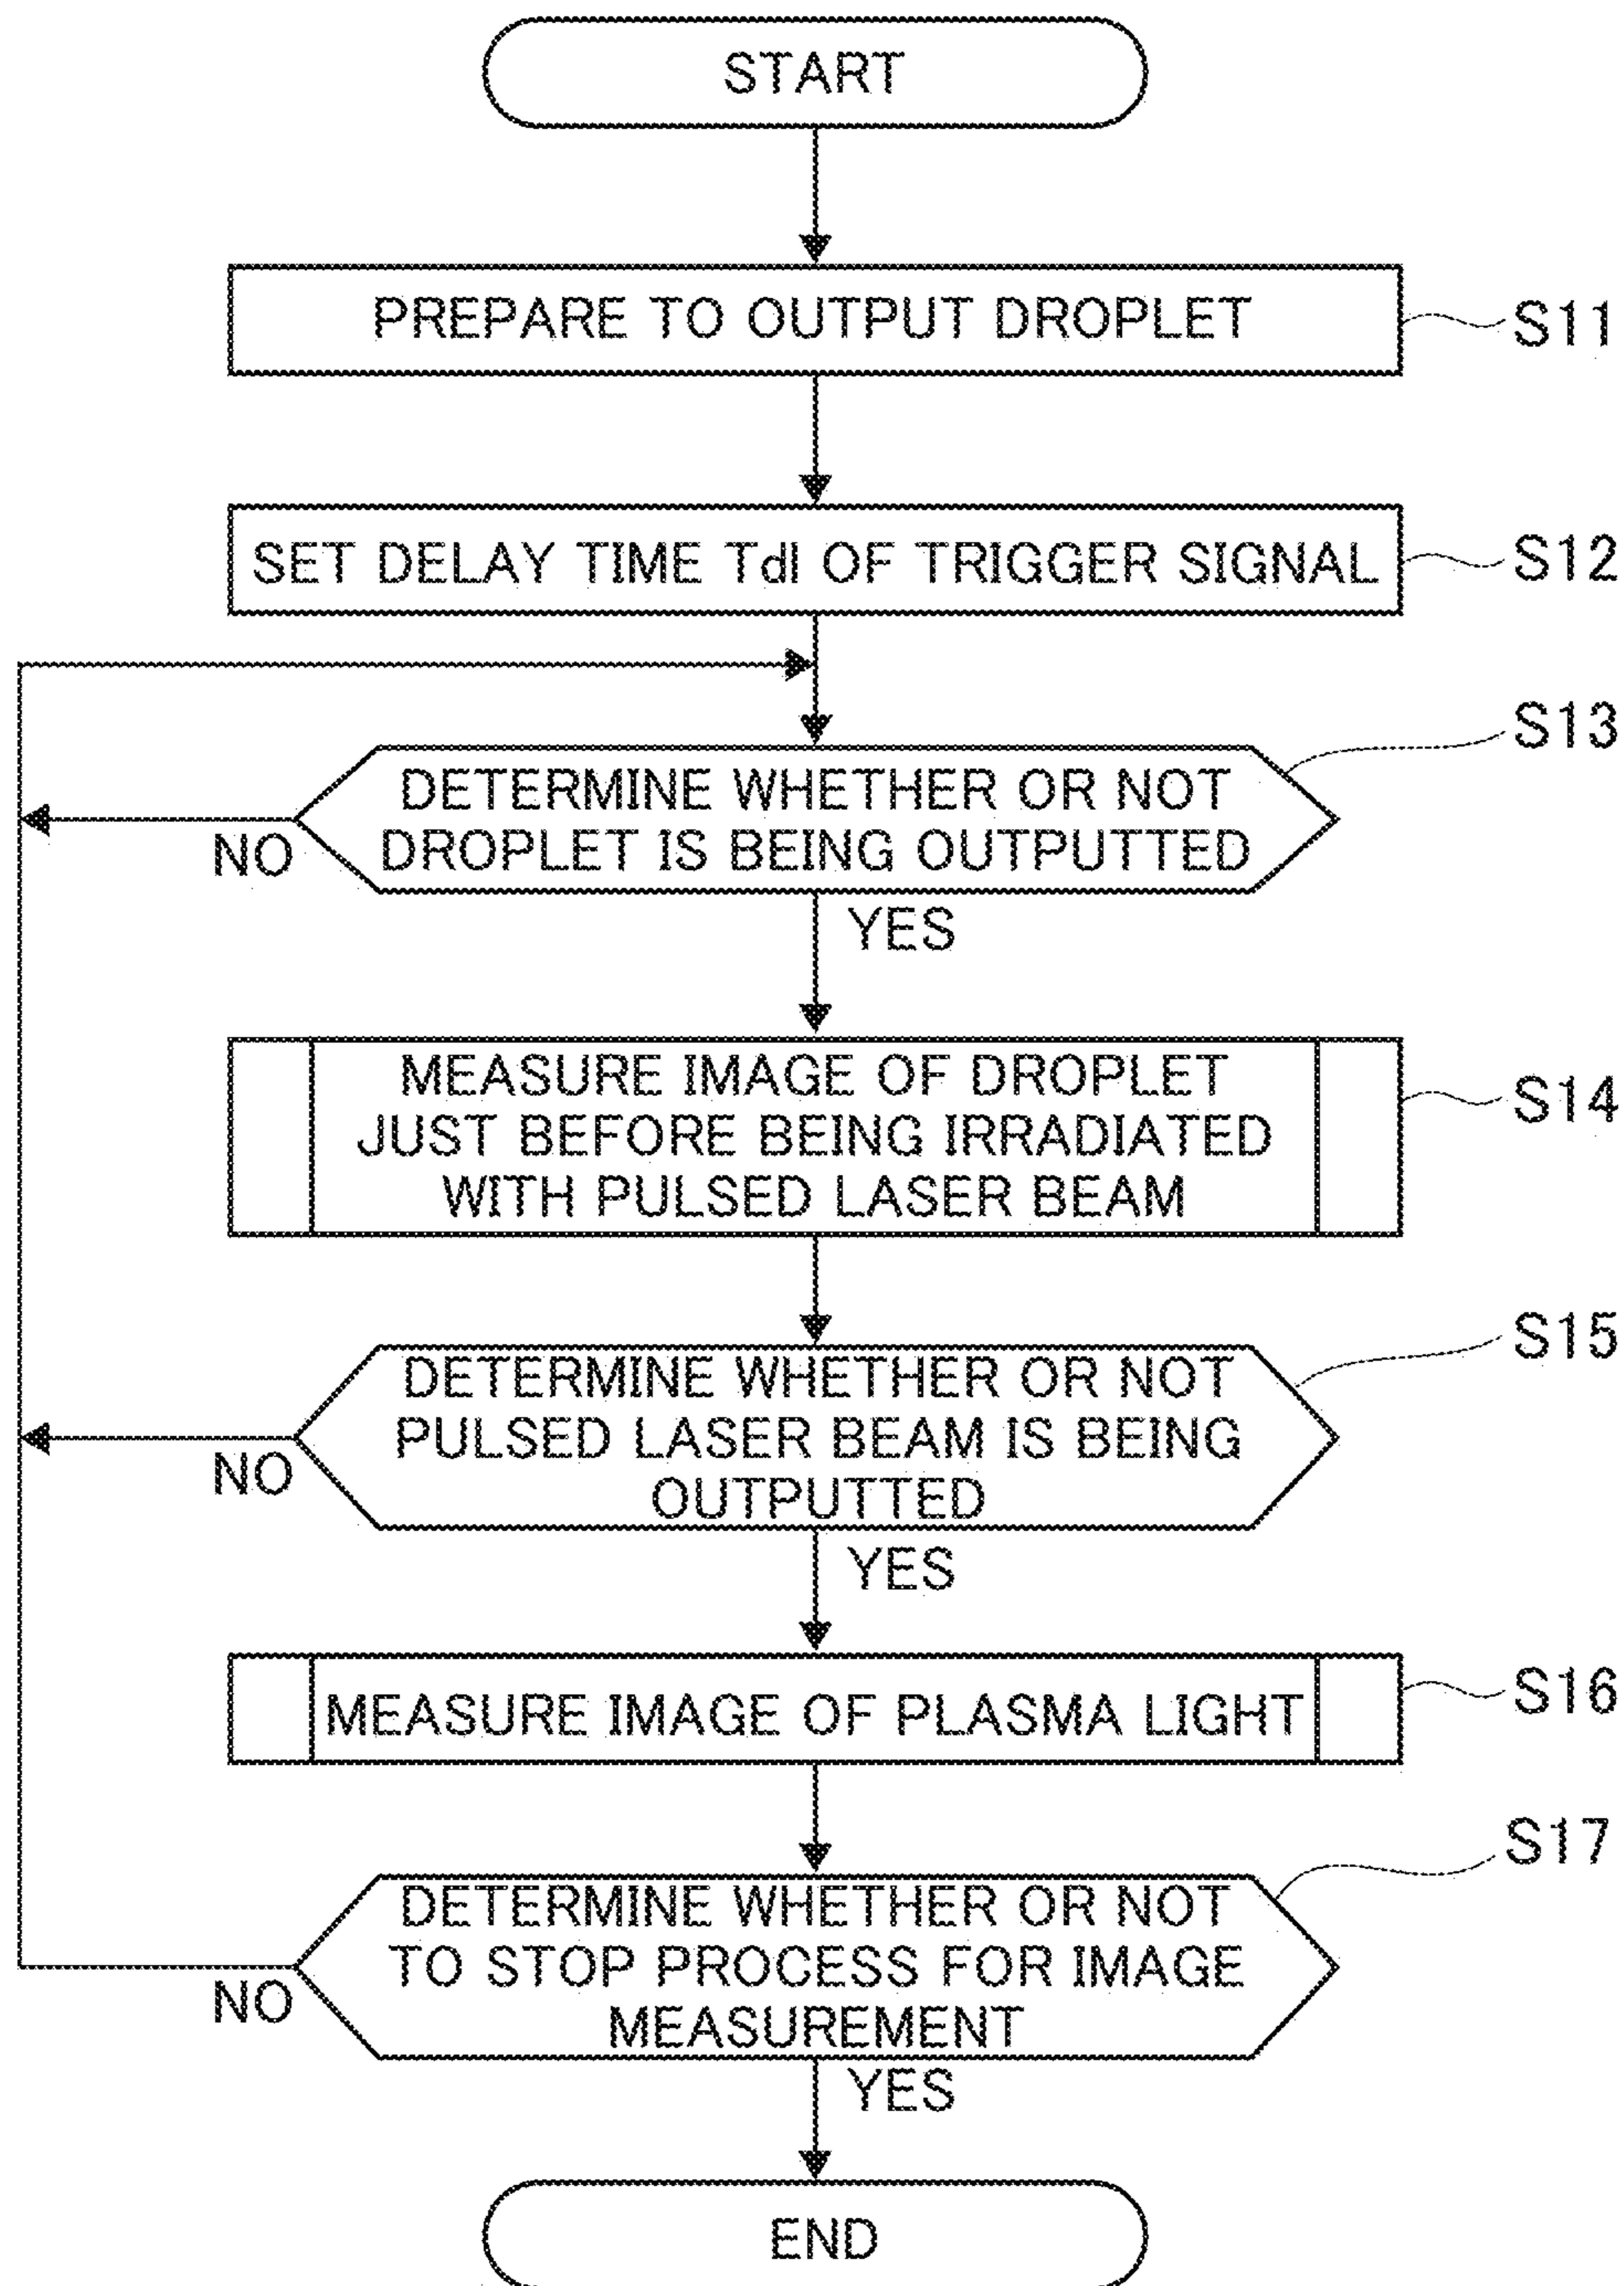 START
PREPARE TO OUTPUT DROPLET
S11
SET DELAY TIME Tdl OF TRIGGER SIGNAL
S12
S13
DETERMINE WHETHER OR NOT
DROPLET IS BEING OUTPUTTED
NO
YES
MEASURE IMAGE OF DROPLET
JUST BEFORE BEING IRRADIATED
WITH PULSED LASER BEAM
S14
S15
DETERMINE WHETHER OR NOT
PULSED LASER BEAM IS BEING
OUTPUTTED
NO
YES
MEASURE IMAGE OF PLASMA LIGHT
S16
S17
DETERMINE WHETHER OR NOT
TO STOP PROCESS FOR IMAGE
MEASUREMENT
NO
YES
END